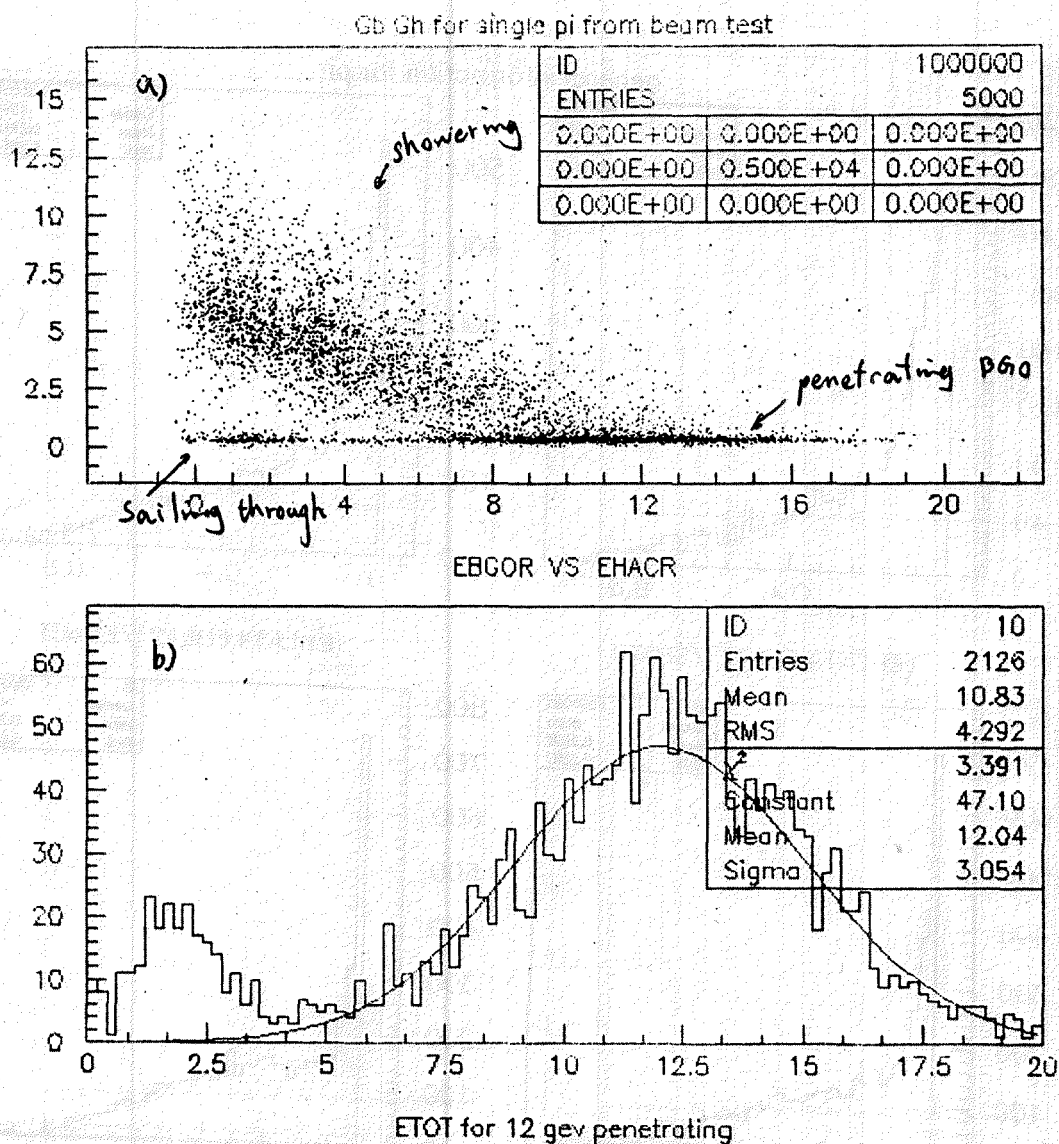 Gb Gh for single pi from beam test
a)
ID 1000000
ENTRIES 5000
0.000E+00 0.000E+00 0.000E+00
0.000E+00 0.500E+04 0.000E+00
0.000E+00 0.000E+00 0.000E+00
showering
penetrating BGO
sailing through
15
12.5
10
7.5
5
2.5
0
4 8 12 16 20
EBGOR VS EHACR
b)
ID 10
Entries 2126
Mean 10.83
RMS 4.292
χ² 3.391
Constant 47.10
Mean 12.04
Sigma 3.054
60
50
40
30
20
10
0
0 2.5 5 7.5 10 12.5 15 17.5 20
ETOT for 12 gev penetrating